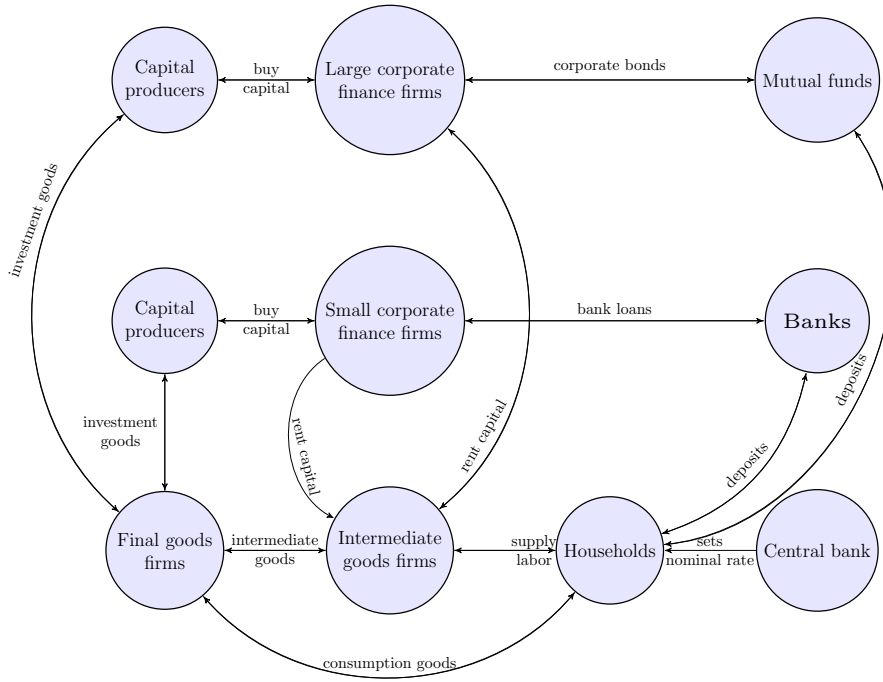 Capital
producers
buy
capital
Large corporate
finance firms
corporate bonds
Mutual funds
investment goods
Capital
producers
buy
capital
Small corporate
finance firms
bank loans
Banks
investment
goods
rent capital
rent capital
deposits
deposits
Final goods
firms
intermediate
goods
Intermediate
goods firms
supply
labor
Households
sets
nominal rate
Central bank
consumption goods